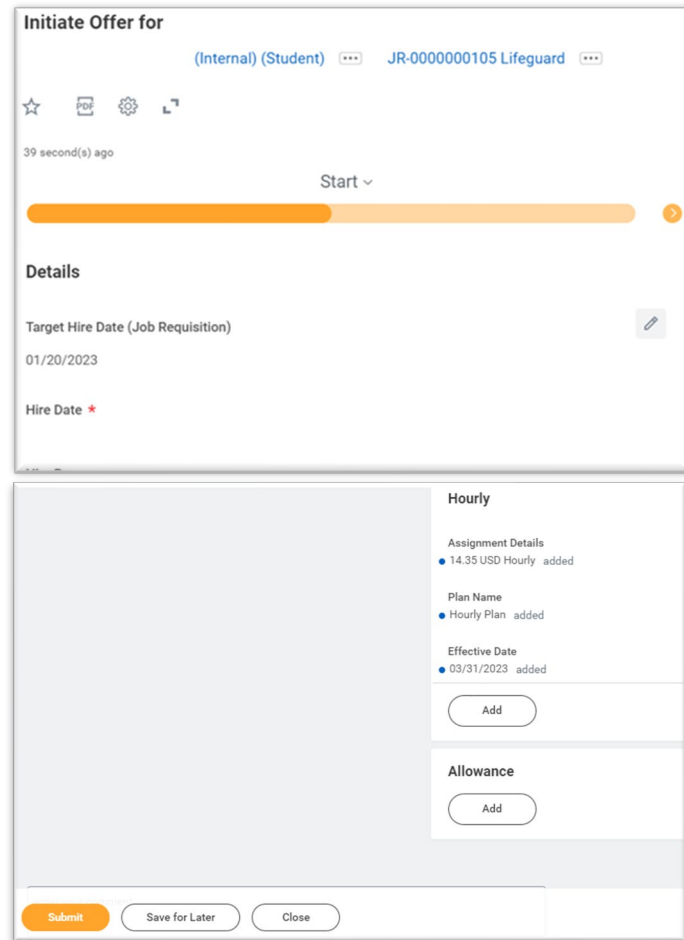 Initiate Offer for
(Internal) (Student) JR-0000000105 Lifeguard
PDF
39 second(s) ago
Start
Details
Target Hire Date (Job Requisition)
01/20/2023
Hire Date *
Hourly
Assignment Details
14.35 USD Hourly added
Plan Name
Hourly Plan added
Effective Date
03/31/2023 added
Add
Allowance
Add
Submit Save for Later Close